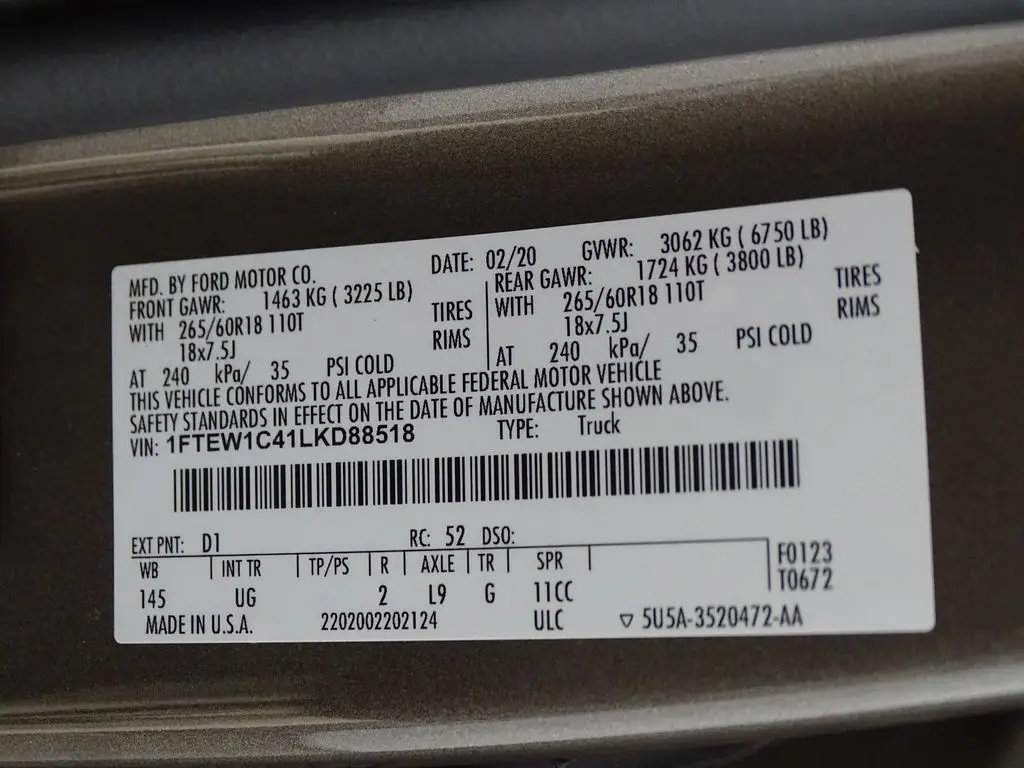 MFD. BY FORD MOTOR CO. DATE: 02/20 GVWR: 3062 KG ( 6750 LB)
FRONT GAWR: 1463 KG ( 3225 LB) REAR GAWR: 1724 KG ( 3800 LB)
WITH 265/60R18 110T TIRES WITH 265/60R18 110T TIRES
18x7.5J RIMS 18x7.5J RIMS
AT 240 kPa/ 35 PSI COLD AT 240 kPa/ 35 PSI COLD
THIS VEHICLE CONFORMS TO ALL APPLICABLE FEDERAL MOTOR VEHICLE
SAFETY STANDARDS IN EFFECT ON THE DATE OF MANUFACTURE SHOWN ABOVE.
VIN: 1FTEW1C41LKD88518 TYPE: Truck
EXT PNT: D1 RC: 52 DSO:
WB INT TR TP/PS R AXLE TR SPR F0123
145 UG 2 L9 G 11CC T0672
MADE IN U.S.A. 2202002202124 ULC ▽ 5U5A-3520472-AA